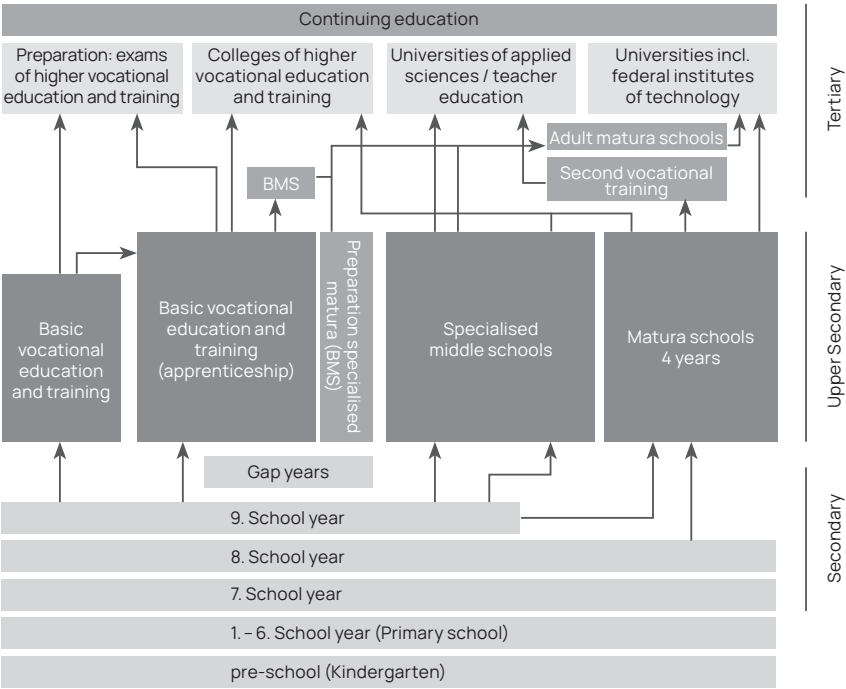 Continuing education
Preparation: exams
of higher vocational
education and training
Colleges of higher
vocational education
and training
Universities of applied
sciences / teacher
education
Universities incl.
federal institutes
of technology
Tertiary
Adult matura schools
BMS
Second vocational
training
Basic
vocational
education
and training
Basic vocational
education and
training
(apprenticeship)
Preparation specialised
matura (BMS)
Specialised
middle schools
Matura schools
4 years
Upper Secondary
Gap years
9. School year
8. School year
7. School year
Secondary
1. – 6. School year (Primary school)
pre-school (Kindergarten)